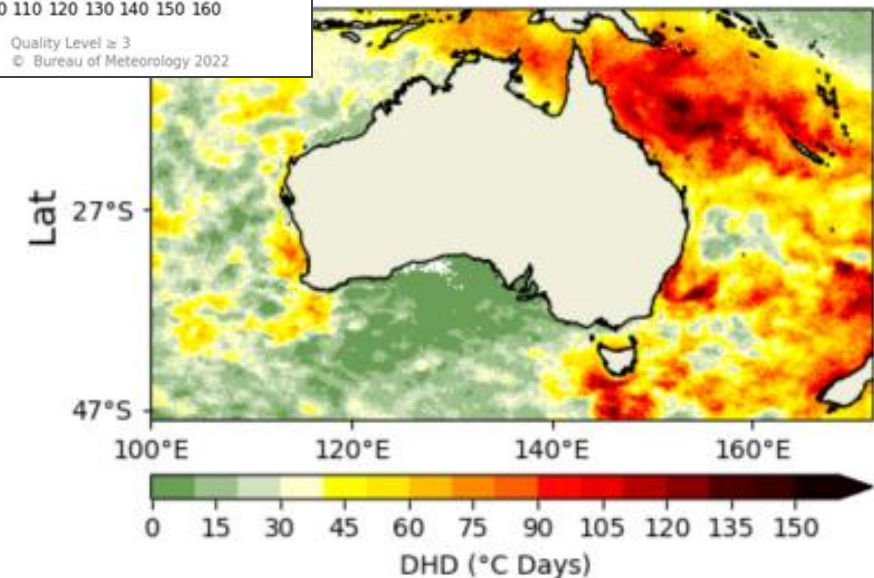 110 120 130 140 150 160
Quality Level ≥ 3
© Bureau of Meteorology 2022
Lat
27°S
47°S
100°E 120°E 140°E 160°E
0 15 30 45 60 75 90 105 120 135 150
DHD (°C Days)